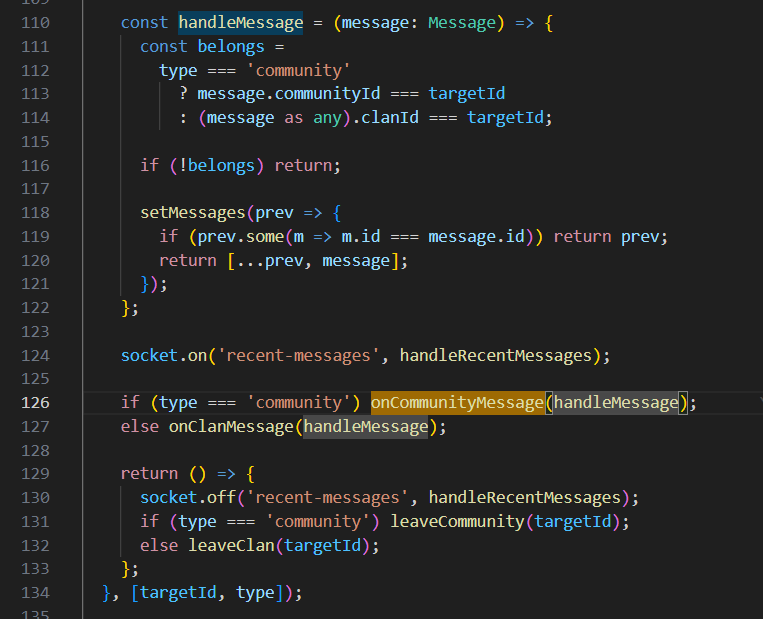 109
110 const handleMessage = (message: Message) => {
111 const belongs =
112 type === 'community'
113 ? message.communityId === targetId
114 : (message as any).clanId === targetId;
115
116 if (!belongs) return;
117
118 setMessages(prev => {
119 if (prev.some(m => m.id === message.id)) return prev;
120 return [...prev, message];
121 });
122 };
123
124 socket.on('recent-messages', handleRecentMessages);
125
126 if (type === 'community') onCommunityMessage(handleMessage);
127 else onClanMessage(handleMessage);
128
129 return () => {
130 socket.off('recent-messages', handleRecentMessages);
131 if (type === 'community') leaveCommunity(targetId);
132 else leaveClan(targetId);
133 };
134 }, [targetId, type]);
135